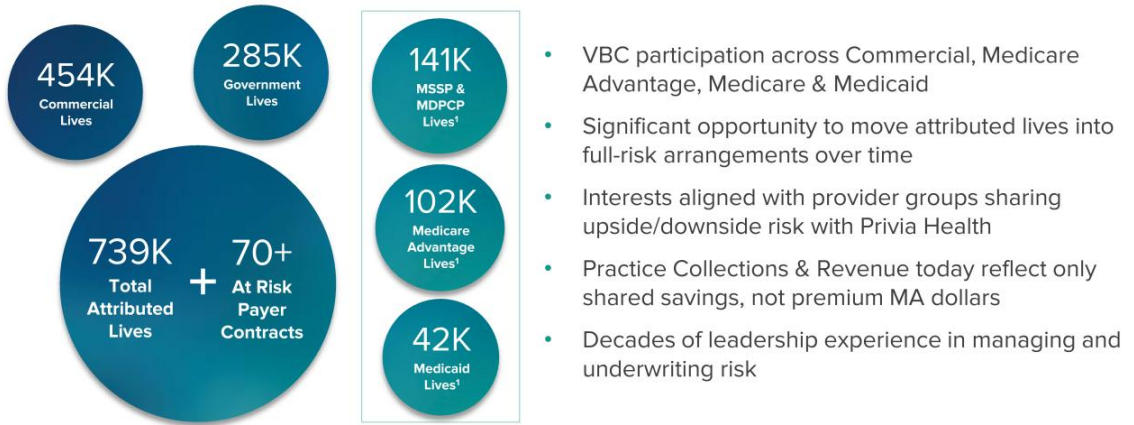 454K
Commercial
Lives
285K
Government
Lives
739K
Total
Attributed
Lives
+
70+
At Risk
Payer
Contracts
141K
MSSP &
MDPCP
Lives¹
102K
Medicare
Advantage
Lives¹
42K
Medicaid
Lives¹
• VBC participation across Commercial, Medicare
Advantage, Medicare & Medicaid
• Significant opportunity to move attributed lives into
full-risk arrangements over time
• Interests aligned with provider groups sharing
upside/downside risk with Privia Health
• Practice Collections & Revenue today reflect only
shared savings, not premium MA dollars
• Decades of leadership experience in managing and
underwriting risk